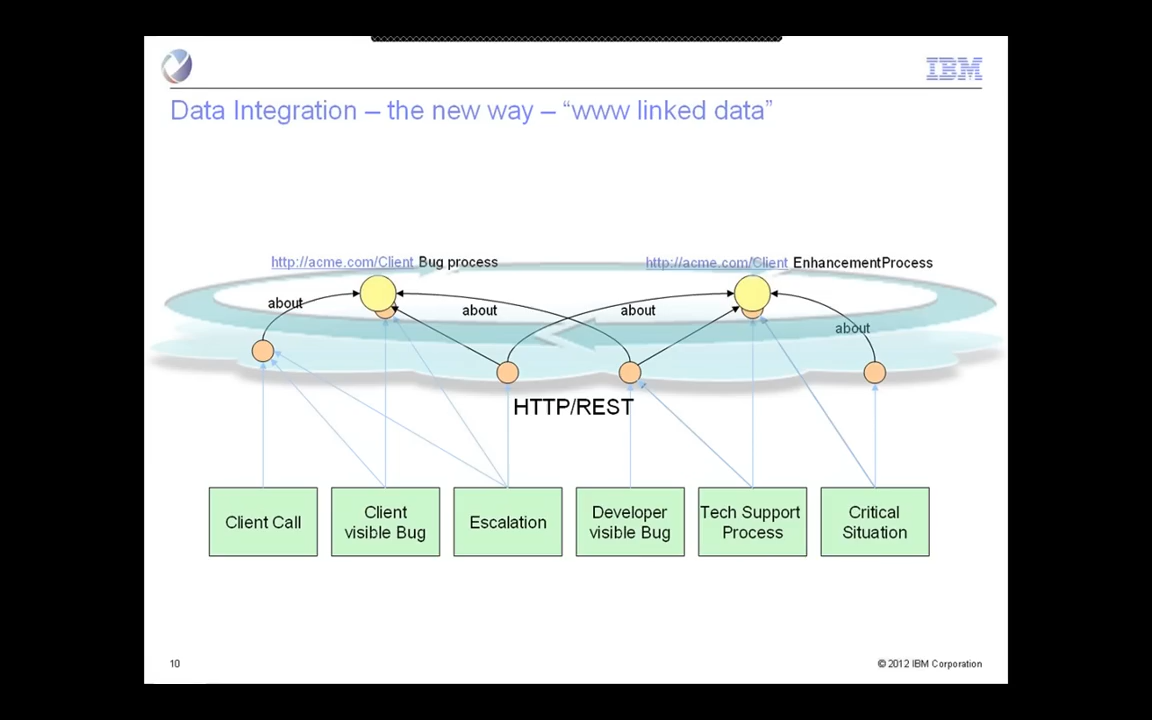 IBM
Data Integration – the new way – “www linked data”
http://acme.com/Client Bug process
http://acme.com/Client EnhancementProcess
about
about
about
about
HTTP/REST
Client Call
Client
visible Bug
Escalation
Developer
visible Bug
Tech Support
Process
Critical
Situation
10
© 2012 IBM Corporation